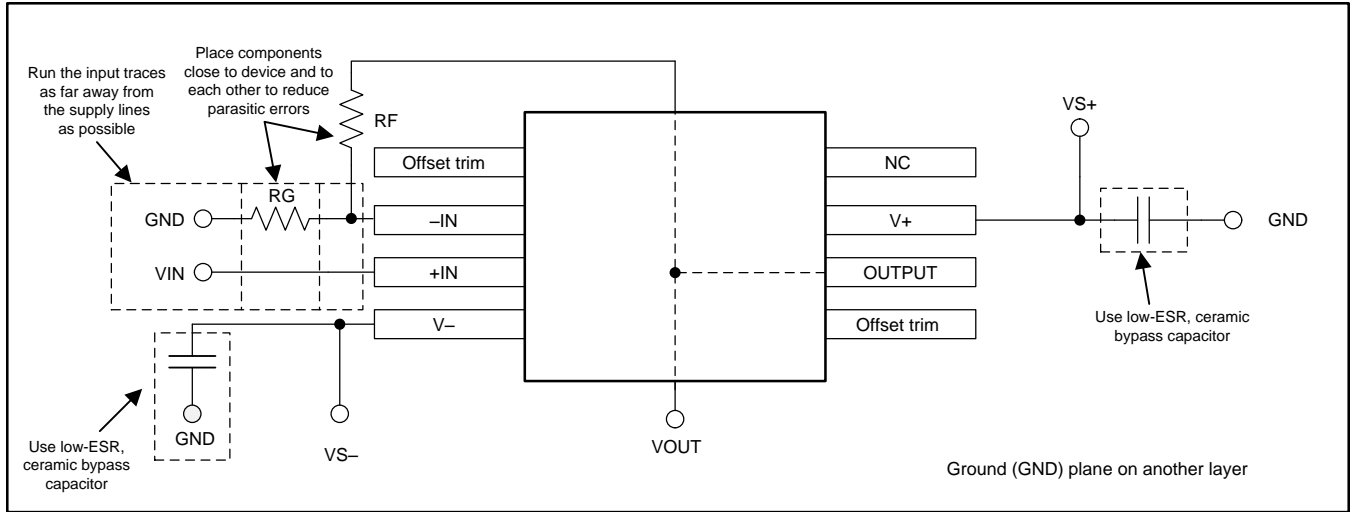 Run the input traces
as far away from
the supply lines
as possible
Place components
close to device and to
each other to reduce
parasitic errors
RF
VS+
Offset trim
NC
RG
GND
–IN
V+
GND
VIN
+IN
OUTPUT
V–
Offset trim
Use low-ESR, ceramic
bypass capacitor
GND
Use low-ESR,
ceramic bypass
capacitor
VS–
VOUT
Ground (GND) plane on another layer